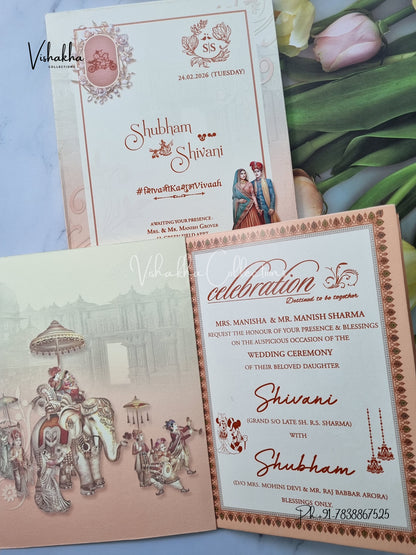 Vishakha
COLLECTIONS
S|S
24.02.2026 (TUESDAY)
Shubham
Shivani
AWAITING YOUR PRESENCE:
MRS. & MR. MANISH GROVER
Vishakha Collection
celebration
Destined to be together
MRS. MANISHA & MR. MANISH SHARMA
REQUEST THE HONOUR OF YOUR PRESENCE & BLESSINGS
ON THE AUSPICIOUS OCCASION OF THE
WEDDING CEREMONY
OF THEIR BELOVED DAUGHTER
Shivani
(GRAND S/O LATE SH. R.S. SHARMA)
WITH
Shubham
(D/O MRS. MOHINI DEVI & MR. RAJ BABBAR ARORA)
BLESSINGS ONLY.
Ph:+91-7838867525